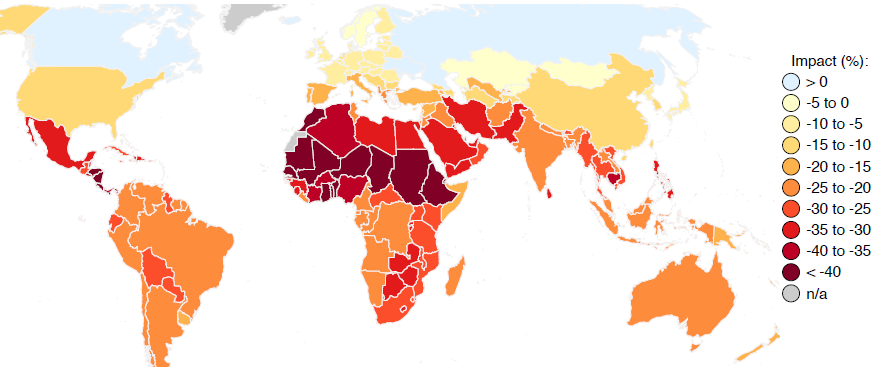 Impact (%):
> 0
-5 to 0
-10 to -5
-15 to -10
-20 to -15
-25 to -20
-30 to -25
-35 to -30
-40 to -35
< -40
n/a